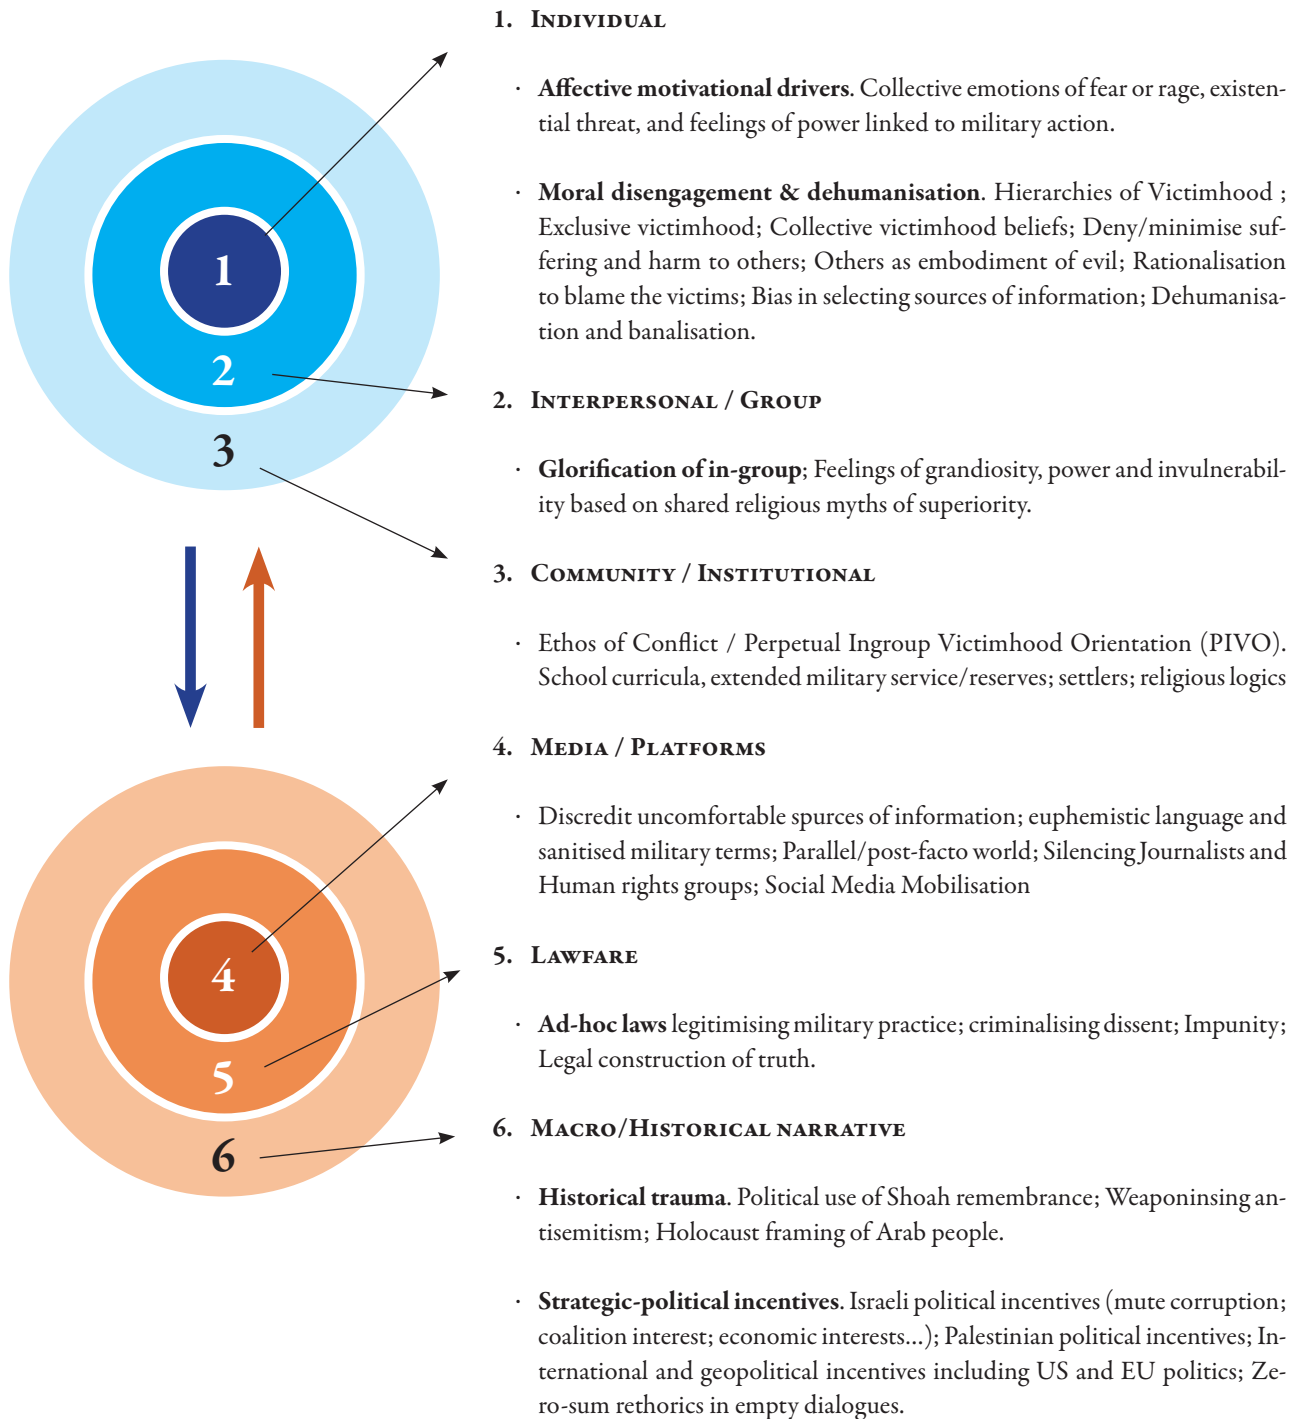 1. Individual
· Affective motivational drivers. Collective emotions of fear or rage, existen-
tial threat, and feelings of power linked to military action.
· Moral disengagement & dehumanisation. Hierarchies of Victimhood ;
Exclusive victimhood; Collective victimhood beliefs; Deny/minimise suf-
fering and harm to others; Others as embodiment of evil; Rationalisation
to blame the victims; Bias in selecting sources of information; Dehumanisa-
tion and banalisation.
2. Interpersonal / Group
· Glorification of in-group; Feelings of grandiosity, power and invulnerabil-
ity based on shared religious myths of superiority.
3. Community / Institutional
· Ethos of Conflict / Perpetual Ingroup Victimhood Orientation (PIVO).
School curricula, extended military service/reserves; settlers; religious logics
4. Media / Platforms
· Discredit uncomfortable spurces of information; euphemistic language and
sanitised military terms; Parallel/post-facto world; Silencing Journalists and
Human rights groups; Social Media Mobilisation
5. Lawfare
· Ad-hoc laws legitimising military practice; criminalising dissent; Impunity;
Legal construction of truth.
6. Macro/Historical narrative
· Historical trauma. Political use of Shoah remembrance; Weaponinsing an-
tisemitism; Holocaust framing of Arab people.
· Strategic-political incentives. Israeli political incentives (mute corruption;
coalition interest; economic interests...); Palestinian political incentives; In-
ternational and geopolitical incentives including US and EU politics; Ze-
ro-sum rethorics in empty dialogues.
1
2
3
4
5
6